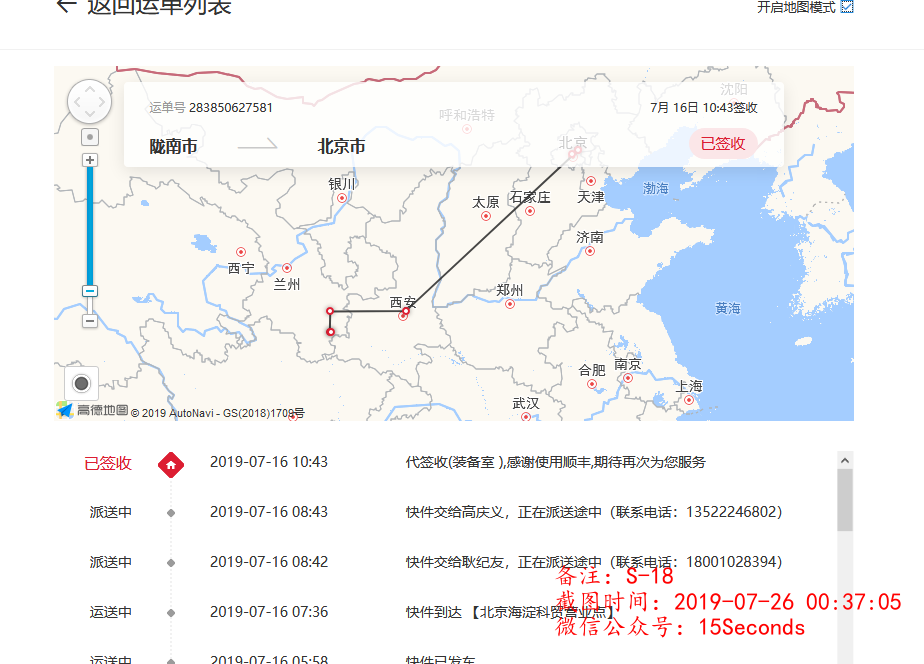 返回运单列表
开启地图模式
运单号 283850627581
7月 16日 10:43签收
陇南市
北京市
已签收
沈阳
呼和浩特
北京
银川
太原
石家庄
天津
渤海
济南
西宁
兰州
西安
郑州
黄海
合肥
南京
上海
武汉
高德地图 © 2019 AutoNavi - GS(2018)1709号
已签收 2019-07-16 10:43 代签收(装备室 ),感谢使用顺丰,期待再次为您服务
派送中 2019-07-16 08:43 快件交给高庆义，正在派送途中（联系电话：13522246802）
派送中 2019-07-16 08:42 快件交给耿纪友，正在派送途中（联系电话：18001028394）
备注: S-18
运送中 2019-07-16 07:36 快件到达 【北京海淀科贸营业点】
截图时间: 2019-07-26 00:37:05
微信公众号: 15Seconds
运送中 2019-07-16 05:58 快件已发车